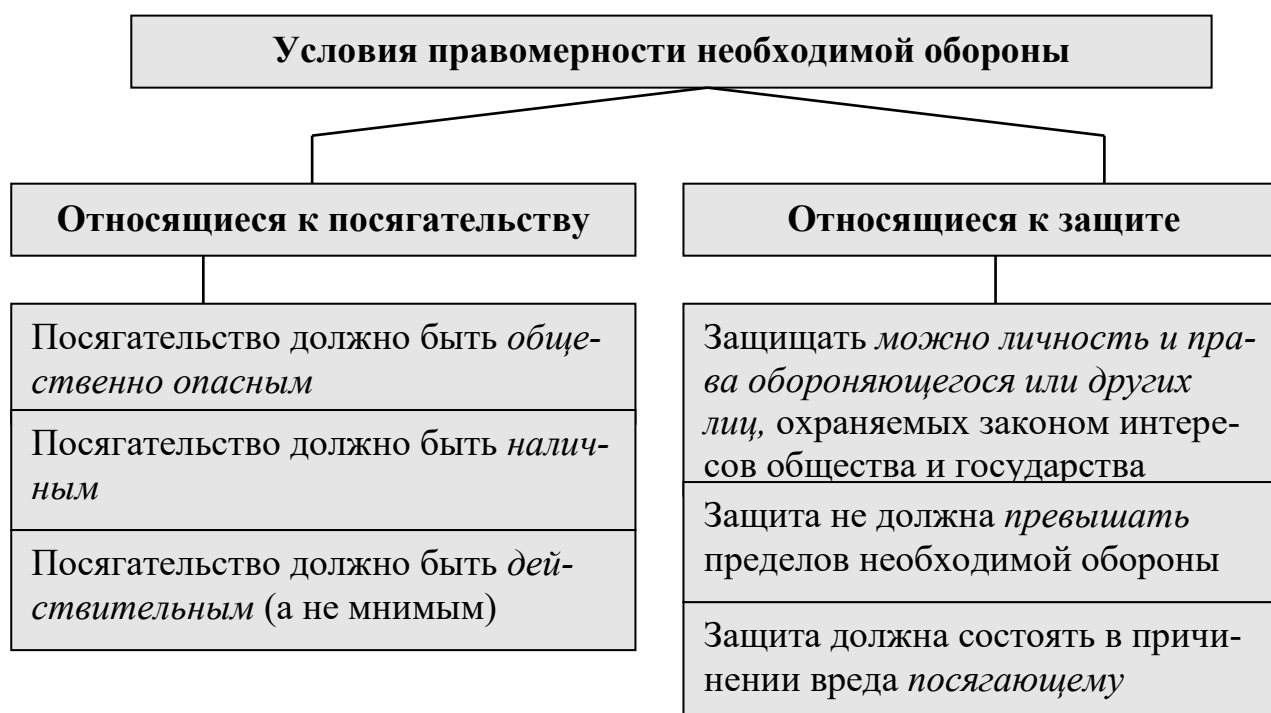 Условия правомерности необходимой обороны
Относящиеся к посягательству
Посягательство должно быть обще-
ственно опасным
Посягательство должно быть налич-
ным
Посягательство должно быть дей-
ствительным (а не мнимым)
Относящиеся к защите
Защищать можно личность и пра-
ва обороняющегося или других
лиц, охраняемых законом интере-
сов общества и государства
Защита не должна превышать
пределов необходимой обороны
Защита должна состоять в причи-
нении вреда посягающему